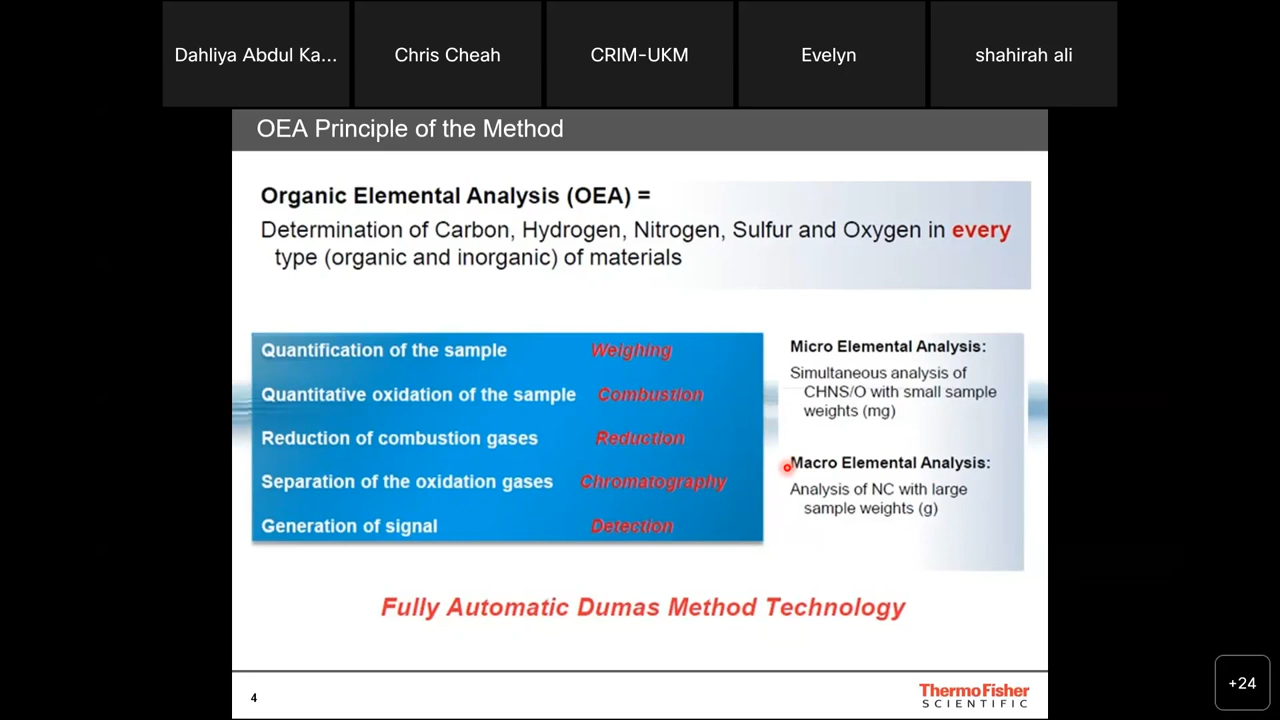 Dahliya Abdul Ka...
Chris Cheah
CRIM-UKM
Evelyn
shahirah ali
OEA Principle of the Method
Organic Elemental Analysis (OEA) =
Determination of Carbon, Hydrogen, Nitrogen, Sulfur and Oxygen in every
type (organic and inorganic) of materials
Quantification of the sample Weighing
Quantitative oxidation of the sample Combustion
Reduction of combustion gases Reduction
Separation of the oxidation gases Chromatography
Generation of signal Detection
Micro Elemental Analysis:
Simultaneous analysis of
CHNS/O with small sample
weights (mg)
Macro Elemental Analysis:
Analysis of NC with large
sample weights (g)
Fully Automatic Dumas Method Technology
4
ThermoFisher
SCIENTIFIC
+24